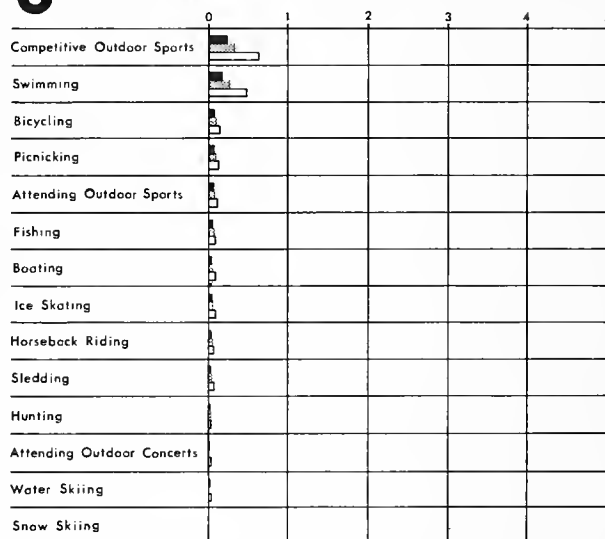 0 1 2 3 4
Competitive Outdoor Sports
Swimming
Bicycling
Picnicking
Attending Outdoor Sports
Fishing
Boating
Ice Skating
Horseback Riding
Sledding
Hunting
Attending Outdoor Concerts
Water Skiing
Snow Skiing